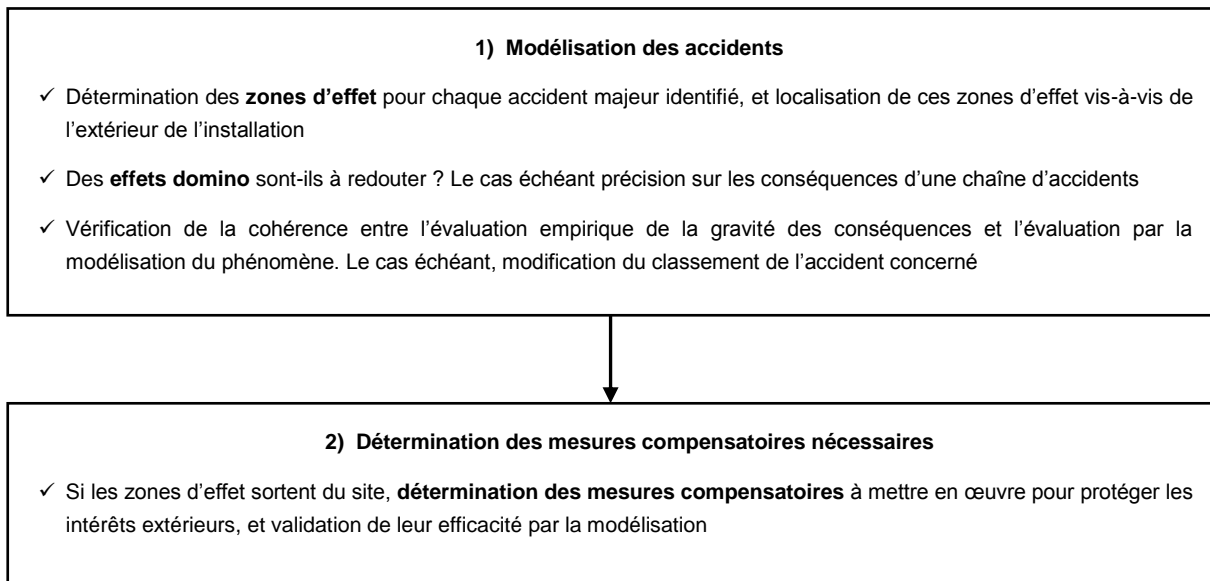 1) Modélisation des accidents
✓ Détermination des zones d’effet pour chaque accident majeur identifié, et localisation de ces zones d’effet vis-à-vis de
l’extérieur de l’installation
✓ Des effets domino sont-ils à redouter ? Le cas échéant précision sur les conséquences d’une chaîne d’accidents
✓ Vérification de la cohérence entre l’évaluation empirique de la gravité des conséquences et l’évaluation par la
modélisation du phénomène. Le cas échéant, modification du classement de l’accident concerné
2) Détermination des mesures compensatoires nécessaires
✓ Si les zones d’effet sortent du site, détermination des mesures compensatoires à mettre en œuvre pour protéger les
intérêts extérieurs, et validation de leur efficacité par la modélisation